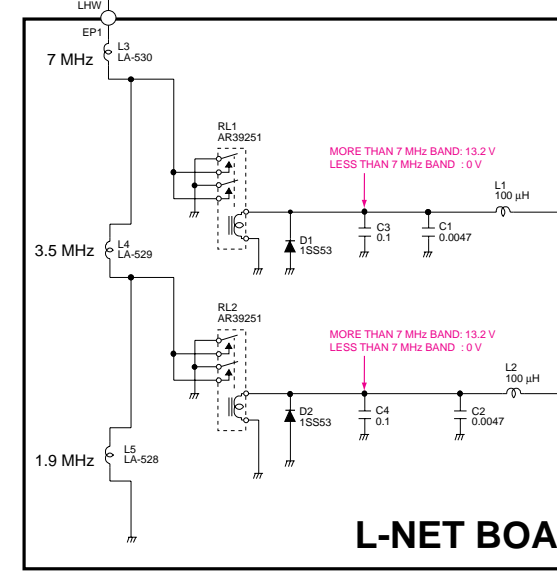 LHW
EP1
L3
LA-530
7 MHz
RL1
AR39251
MORE THAN 7 MHz BAND: 13.2 V
LESS THAN 7 MHz BAND : 0 V
L1
100 µH
C3
0.1
C1
0.0047
D1
1SS53
3.5 MHz
L4
LA-529
RL2
AR39251
MORE THAN 7 MHz BAND: 13.2 V
LESS THAN 7 MHz BAND : 0 V
L2
100 µH
D2
1SS53
C4
0.1
C2
0.0047
1.9 MHz
L5
LA-528
L-NET BOA